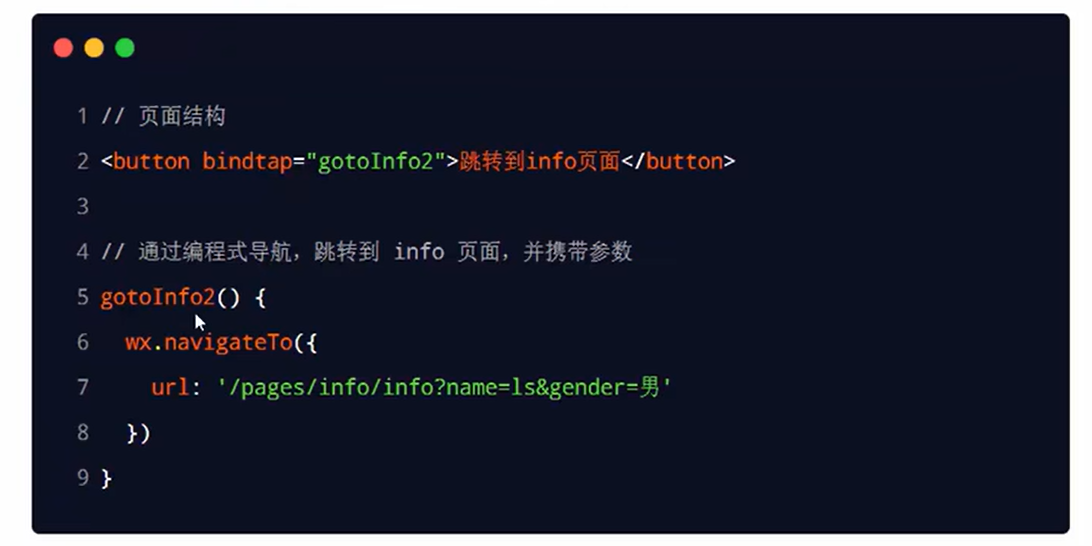 1 // 页面结构
2 <button bindtap="gotoInfo2">跳转到info页面</button>
3
4 // 通过编程式导航，跳转到 info 页面，并携带参数
5 gotoInfo2() {
6   wx.navigateTo({
7     url: '/pages/info/info?name=ls&gender=男'
8   })
9 }